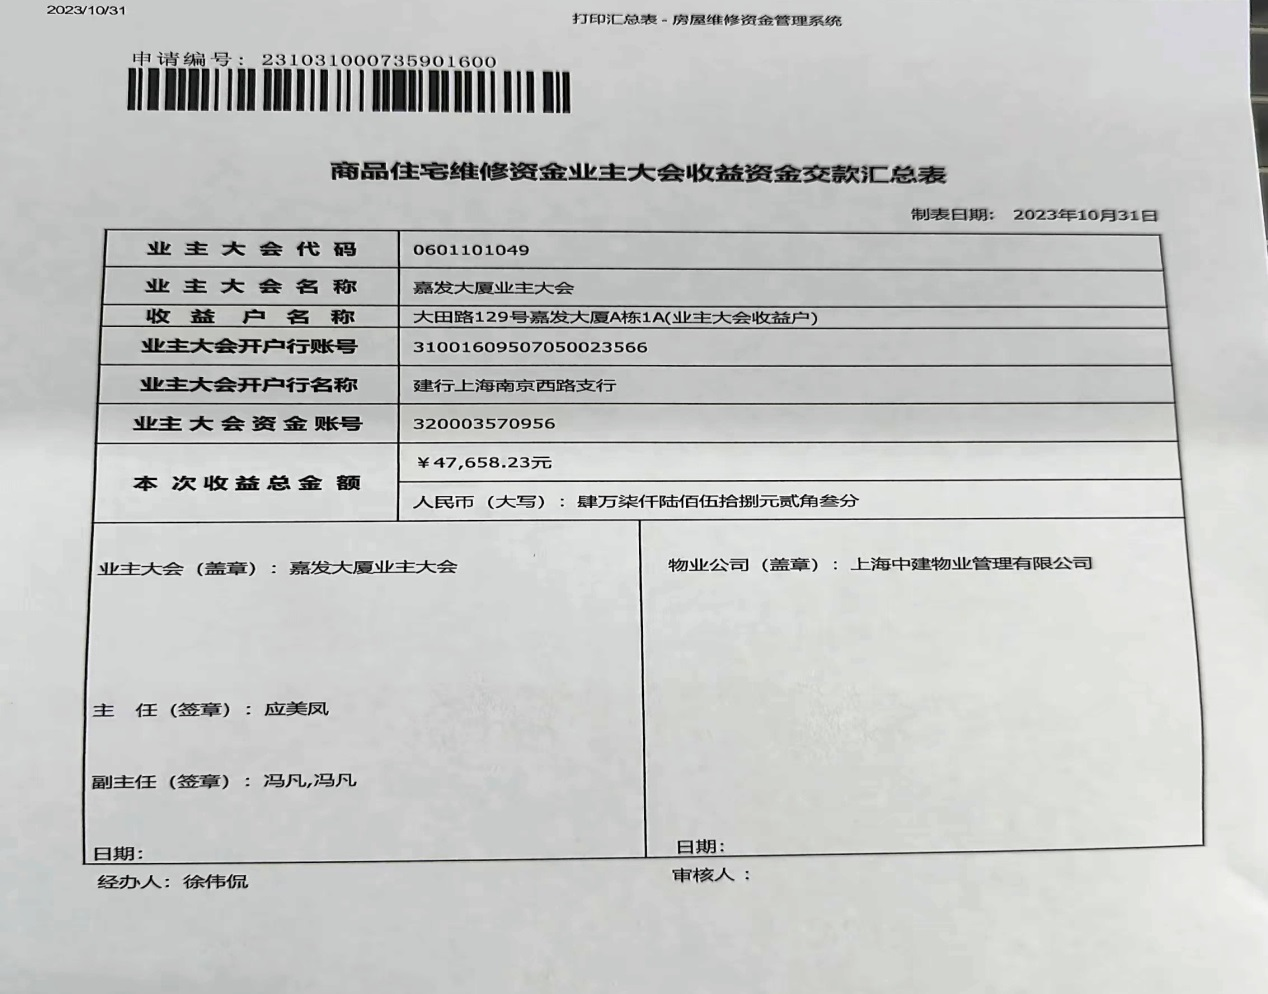 2023/10/31
打印汇总表 - 房屋维修资金管理系统
申请编号: 231031000735901600
商品住宅维修资金业主大会收益资金交款汇总表
制表日期: 2023年10月31日
业主大会代码 0601101049
业主大会名称 嘉发大厦业主大会
收益户名称 大田路129号嘉发大厦A栋1A(业主大会收益户)
业主大会开户行账号 31001609507050023566
业主大会开户行名称 建行上海南京西路支行
业主大会资金账号 320003570956
本次收益总金额 ￥47,658.23元
人民币（大写）: 肆万柒仟陆佰伍拾捌元贰角叁分
业主大会（盖章）: 嘉发大厦业主大会
物业公司（盖章）: 上海中建物业管理有限公司
主 任（签章）: 应美凤
副主任（签章）: 冯凡,冯凡
日期:
日期:
经办人: 徐伟侃
审核人: